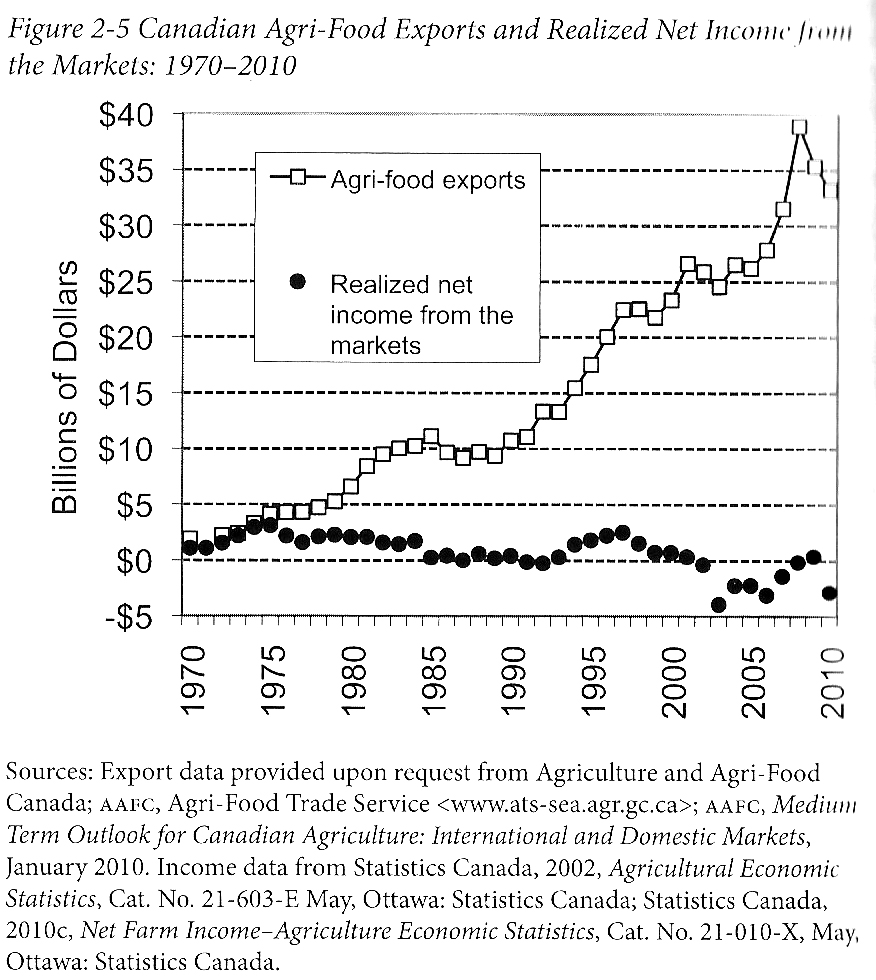 Figure 2-5 Canadian Agri-Food Exports and Realized Net Income from
the Markets: 1970–2010
$40
$35
$30
$25
$20
$15
$10
$5
$0
-$5
Billions of Dollars
Agri-food exports
Realized net
income from the
markets
1970
1975
1980
1985
1990
1995
2000
2005
2010
Sources: Export data provided upon request from Agriculture and Agri-Food
Canada; AAFC, Agri-Food Trade Service <www.ats-sea.agr.gc.ca>; AAFC, Medium
Term Outlook for Canadian Agriculture: International and Domestic Markets,
January 2010. Income data from Statistics Canada, 2002, Agricultural Economic
Statistics, Cat. No. 21-603-E May, Ottawa: Statistics Canada; Statistics Canada,
2010c, Net Farm Income–Agriculture Economic Statistics, Cat. No. 21-010-X, May,
Ottawa: Statistics Canada.